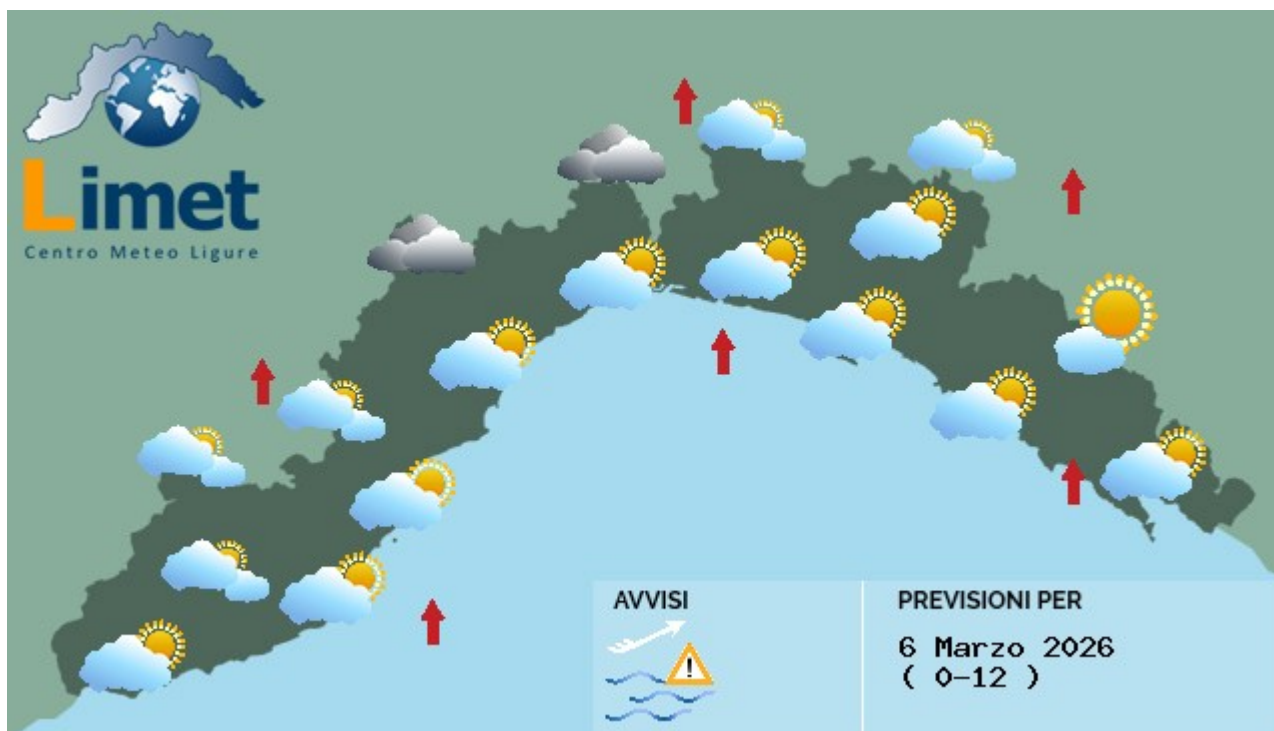 Limet
Centro Meteo Ligure
AVVISI
PREVISIONI PER
6 Marzo 2026
( 0-12 )